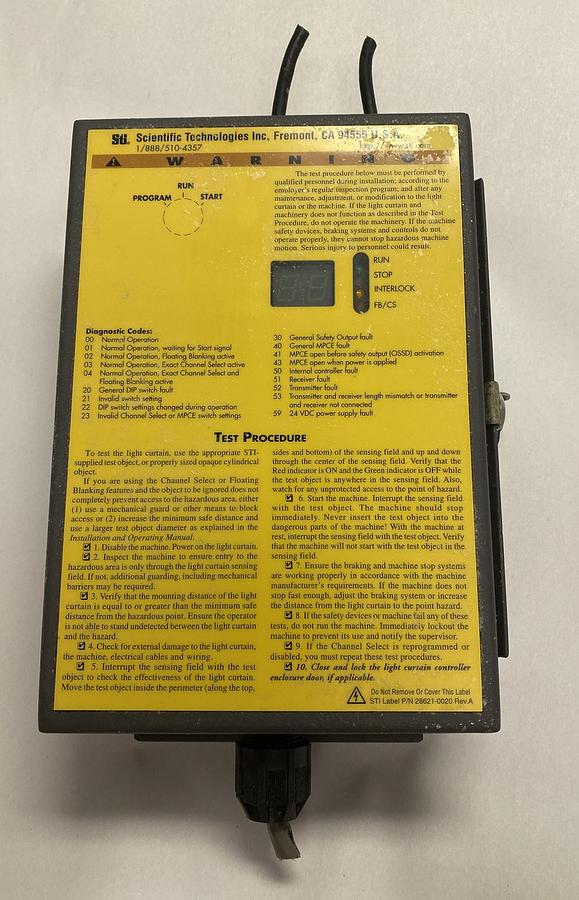 STI Scientific Technologies Inc, Fremont, CA 94555 U.S.A.
1/888/510-4357 http://www.sti.com
WARNING
The test procedure below must be performed by
qualified personnel during installation; according to the
employer's regular inspection program; and after any
maintenance, adjustment, or modification to the light
curtain or the machine. If the light curtain and
machinery does not function as described in the Test
Procedure, do not operate the machinery. If the machine
safety devices, braking systems and controls do not
operate properly, they cannot stop hazardous machine
motion. Serious injury to personnel could result.
RUN
PROGRAM START
RUN
STOP
INTERLOCK
FB/CS
Diagnostic Codes:
00 Normal Operation
01 Normal Operation, waiting for Start signal
02 Normal Operation, Floating Blanking active
03 Normal Operation, Exact Channel Select active
04 Normal Operation, Exact Channel Select and
Floating Blanking active
20 General DIP switch fault
21 Invalid switch setting
22 DIP switch settings changed during operation
23 Invalid Channel Select or MPCE switch settings
30 General Safety Output fault
40 General MPCE fault
41 MPCE open before safety output (OSSD) activation
43 MPCE open when power is applied
50 Internal controller fault
51 Receiver fault
52 Transmitter fault
53 Transmitter and receiver length mismatch or transmitter
and receiver not connected
59 24 VDC power supply fault
TEST PROCEDURE
To test the light curtain, use the appropriate STI-
supplied test object, or properly sized opaque cylindrical
object.
If you are using the Channel Select or Floating
Blanking features and the object to be ignored does not
completely prevent access to the hazardous area, either
(1) use a mechanical guard or other means to block
access or (2) increase the minimum safe distance and
use a larger test object diameter as explained in the
Installation and Operating Manual.
☑ 1. Disable the machine. Power on the light curtain.
☑ 2. Inspect the machine to ensure entry to the
hazardous area is only through the light curtain sensing
field. If not, additional guarding, including mechanical
barriers may be required.
☑ 3. Verify that the mounting distance of the light
curtain is equal to or greater than the minimum safe
distance from the hazardous point. Ensure the operator
is not able to stand undetected between the light curtain
and the hazard.
☑ 4. Check for external damage to the light curtain,
the machine, electrical cables and wiring.
☑ 5. Interrupt the sensing field with the test
object to check the effectiveness of the light curtain.
Move the test object inside the perimeter (along the top,
sides and bottom) of the sensing field and up and down
through the center of the sensing field. Verify that the
Red indicator is ON and the Green indicator is OFF while
the test object is anywhere in the sensing field. Also,
watch for any unprotected access to the point of hazard.
☑ 6. Start the machine. Interrupt the sensing field
with the test object. The machine should stop
immediately. Never insert the test object into the
dangerous parts of the machine! With the machine at
rest, interrupt the sensing field with the test object. Verify
that the machine will not start with the test object in the
sensing field.
☑ 7. Ensure the braking and machine stop systems
are working properly in accordance with the machine
manufacturer's requirements. If the machine does not
stop fast enough, adjust the braking system or increase
the distance from the light curtain to the point of hazard.
☑ 8. If the safety devices or machine fail any of these
tests, do not run the machine. Immediately lockout the
machine to prevent its use and notify the supervisor.
☑ 9. If the Channel Select is reprogrammed or
disabled, you must repeat these test procedures.
☑ 10. Close and lock the light curtain controller
enclosure door, if applicable.
Do Not Remove Or Cover This Label
STI Label P/N 28621-0020 Rev.A